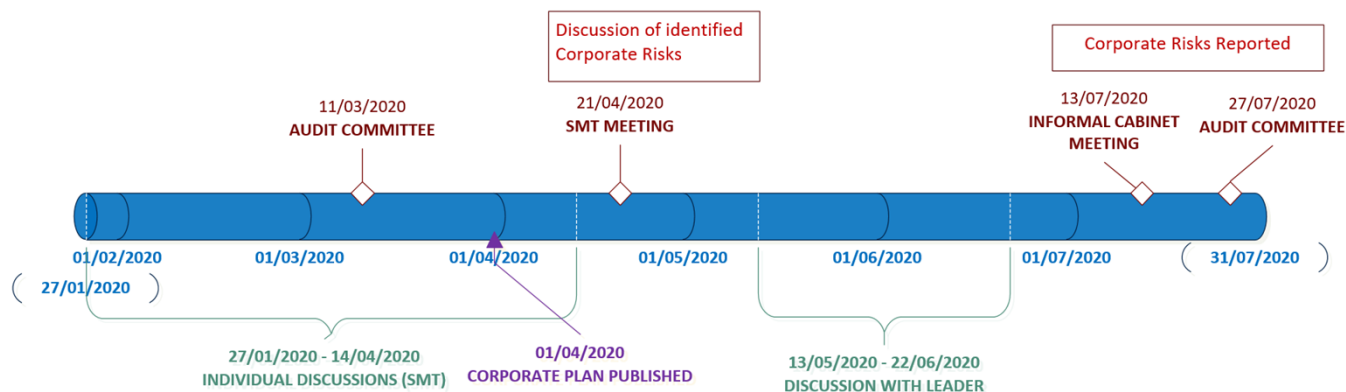 Discussion of identified
Corporate Risks
Corporate Risks Reported
11/03/2020
AUDIT COMMITTEE
21/04/2020
SMT MEETING
13/07/2020
INFORMAL CABINET
MEETING
27/07/2020
AUDIT COMMITTEE
01/02/2020
01/03/2020
01/04/2020
01/05/2020
01/06/2020
01/07/2020
(31/07/2020)
(27/01/2020)
27/01/2020 - 14/04/2020
INDIVIDUAL DISCUSSIONS (SMT)
01/04/2020
CORPORATE PLAN PUBLISHED
13/05/2020 - 22/06/2020
DISCUSSION WITH LEADER